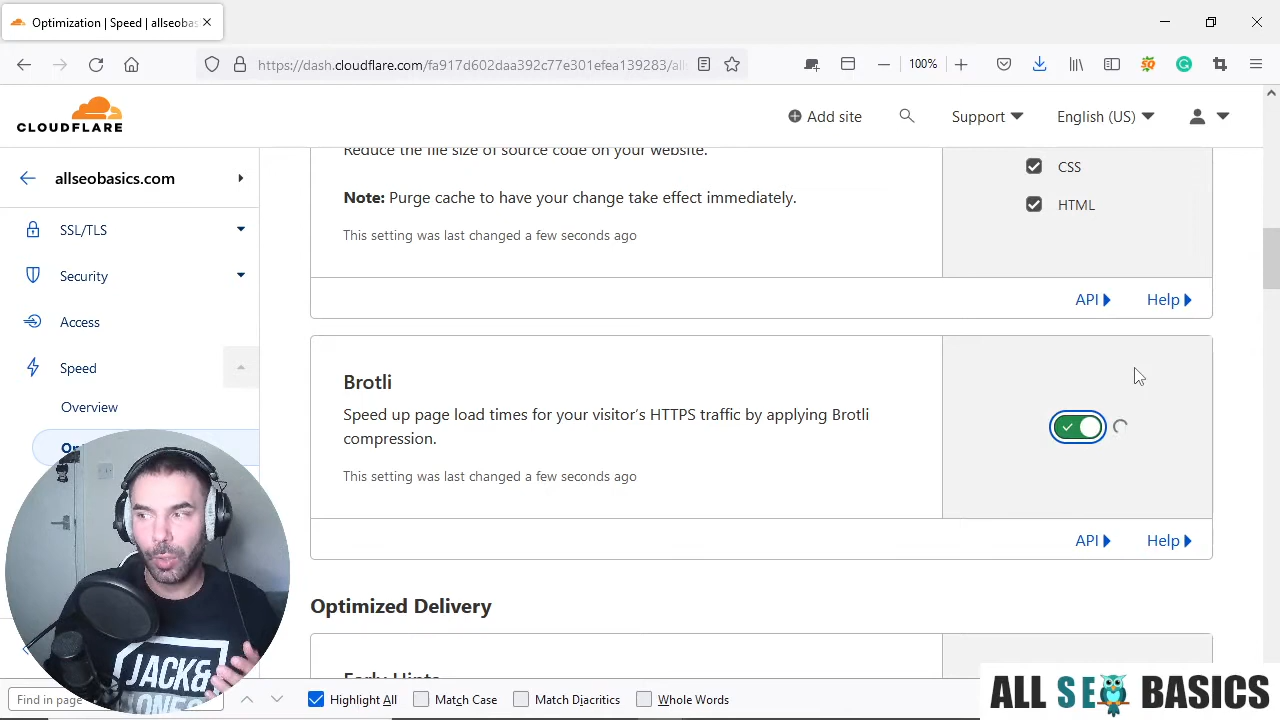 Optimization | Speed | allseobas
https://dash.cloudflare.com/fa917d602daa392c77e301efea139283/all
100%
CLOUDFLARE
Add site
Support
English (US)
allseobasics.com
SSL/TLS
Security
Access
Speed
Overview
Reduce the file size of source code on your website.
Note: Purge cache to have your change take effect immediately.
This setting was last changed a few seconds ago
CSS
HTML
API
Help
Brotli
Speed up page load times for your visitor’s HTTPS traffic by applying Brotli
compression.
This setting was last changed a few seconds ago
API
Help
Optimized Delivery
Early Hints
JACK&
JONES
Find in page
Highlight All
Match Case
Match Diacritics
Whole Words
ALL SEO BASICS